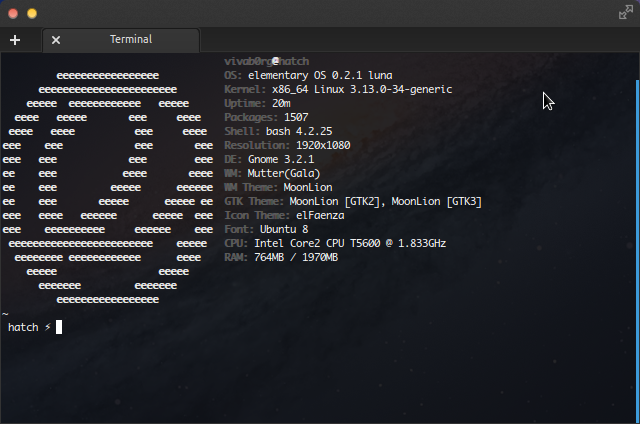 Terminal
vivab0rg@hatch
OS: elementary OS 0.2.1 luna
Kernel: x86_64 Linux 3.13.0-34-generic
Uptime: 20m
Packages: 1507
Shell: bash 4.2.25
Resolution: 1920x1080
DE: Gnome 3.2.1
WM: Mutter(Gala)
WM Theme: MoonLion
GTK Theme: MoonLion [GTK2], MoonLion [GTK3]
Icon Theme: elFaenza
Font: Ubuntu 8
CPU: Intel Core2 CPU T5600 @ 1.833GHz
RAM: 764MB / 1970MB
~
hatch ⚡